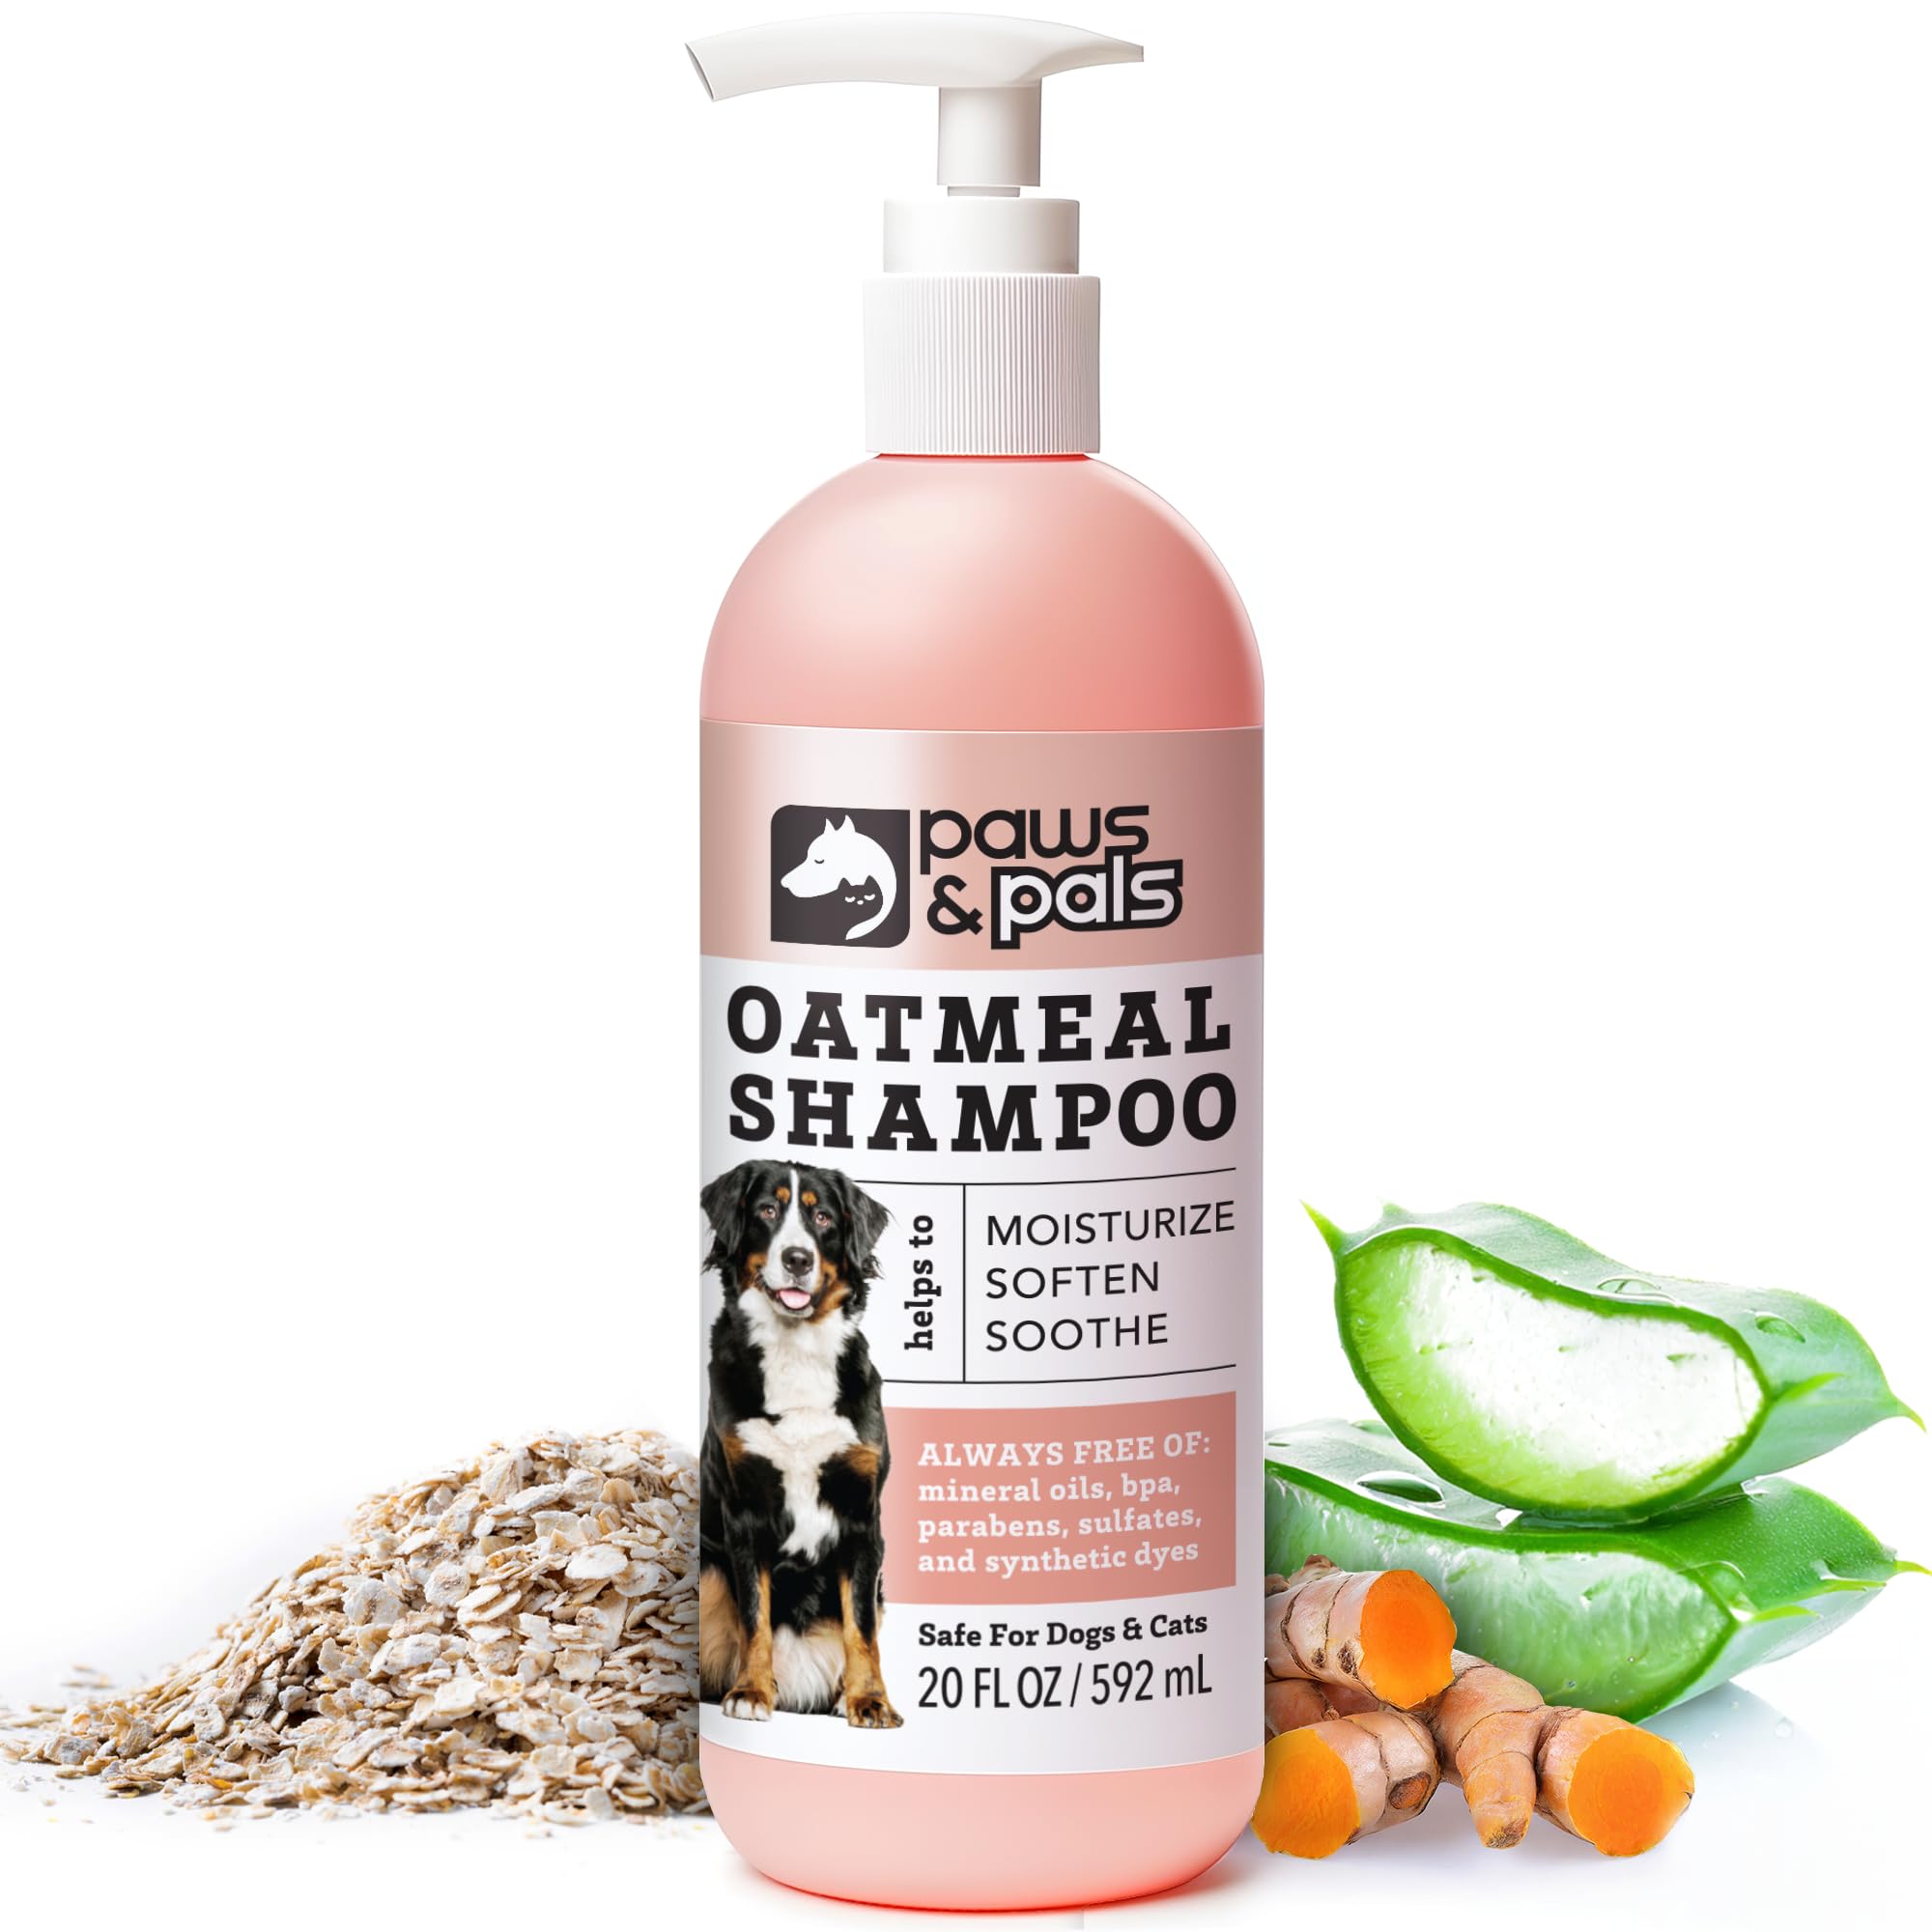 paws
& pals
OATMEAL
SHAMPOO
helps to
MOISTURIZE
SOFTEN
SOOTHE
ALWAYS FREE OF:
mineral oils, bpa,
parabens, sulfates,
and synthetic dyes
Safe For Dogs & Cats
20 FL OZ / 592 mL